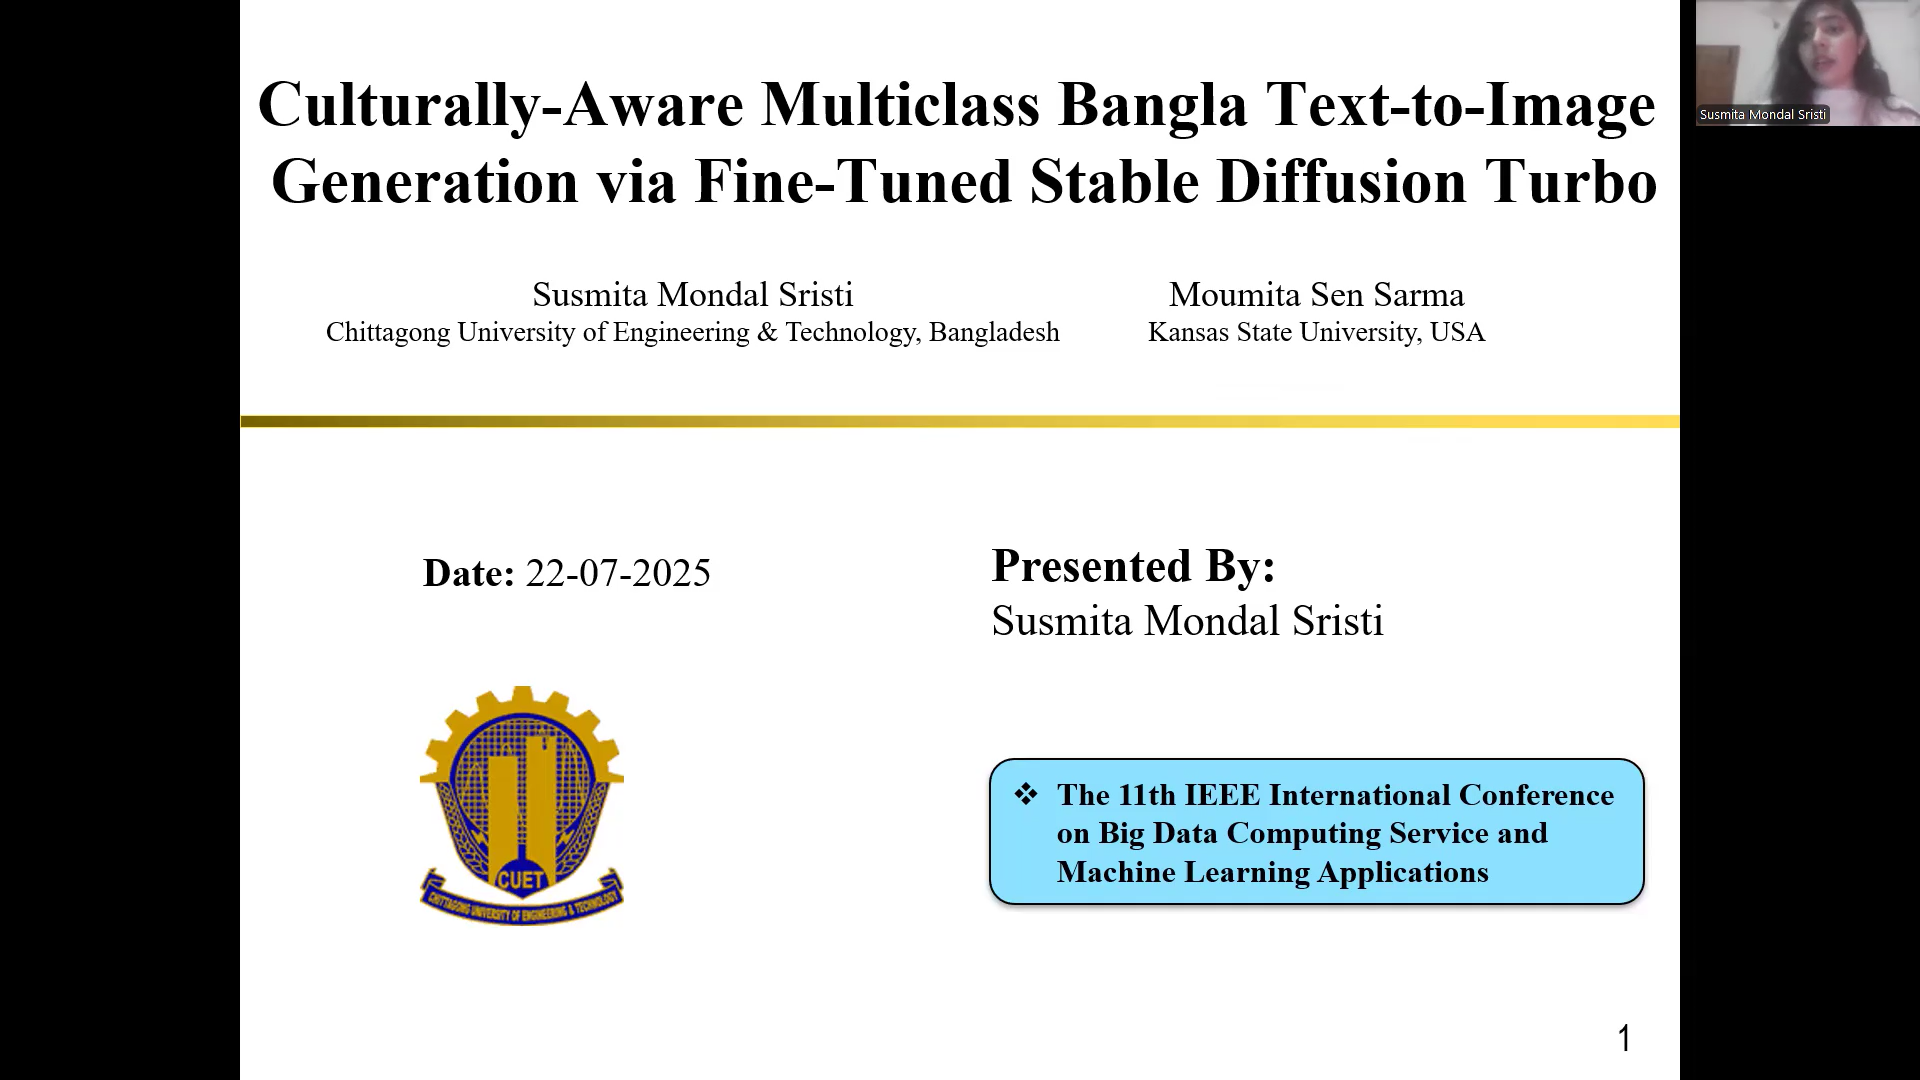 Culturally-Aware Multiclass Bangla Text-to-Image
Generation via Fine-Tuned Stable Diffusion Turbo
Susmita Mondal Sristi
Chittagong University of Engineering & Technology, Bangladesh
Moumita Sen Sarma
Kansas State University, USA
Date: 22-07-2025
Presented By:
Susmita Mondal Sristi
CUET
CHITTAGONG UNIVERSITY OF ENGINEERING & TECHNOLOGY
❖ The 11th IEEE International Conference
on Big Data Computing Service and
Machine Learning Applications
1
Susmita Mondal Sristi